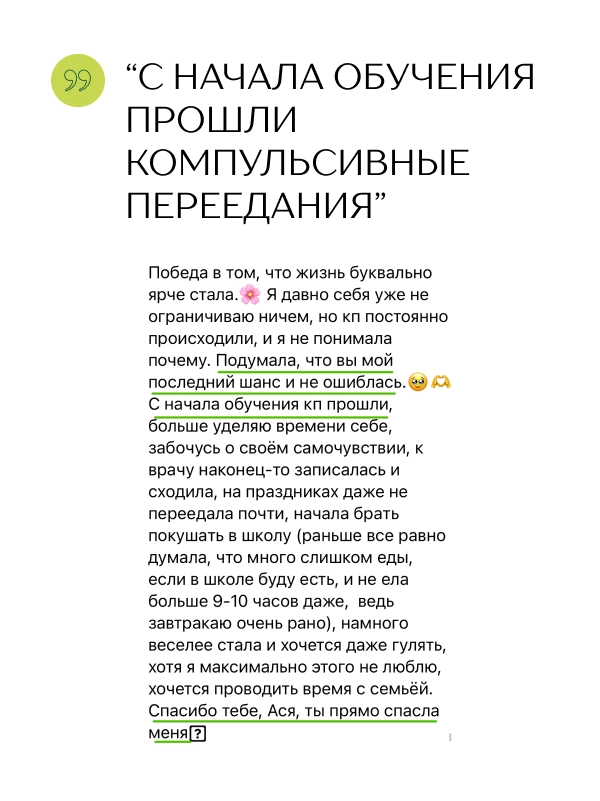 “С НАЧАЛА ОБУЧЕНИЯ
ПРОШЛИ
КОМПУЛЬСИВНЫЕ
ПЕРЕЕДАНИЯ”
Победа в том, что жизнь буквально
ярче стала.🌸 Я давно себя уже не
ограничиваю ничем, но кп постоянно
происходили, и я не понимала
почему. Подумала, что вы мой
последний шанс и не ошиблась.🥹🫶
С начала обучения кп прошли,
больше уделяю времени себе,
забочусь о своём самочувствии, к
врачу наконец-то записалась и
сходила, на праздниках даже не
переедала почти, начала брать
покушать в школу (раньше все равно
думала, что много слишком еды,
если в школе буду есть, и не ела
больше 9-10 часов даже, ведь
завтракаю очень рано), намного
веселее стала и хочется даже гулять,
хотя я максимально этого не люблю,
хочется проводить время с семьёй.
Спасибо тебе, Ася, ты прямо спасла
меня